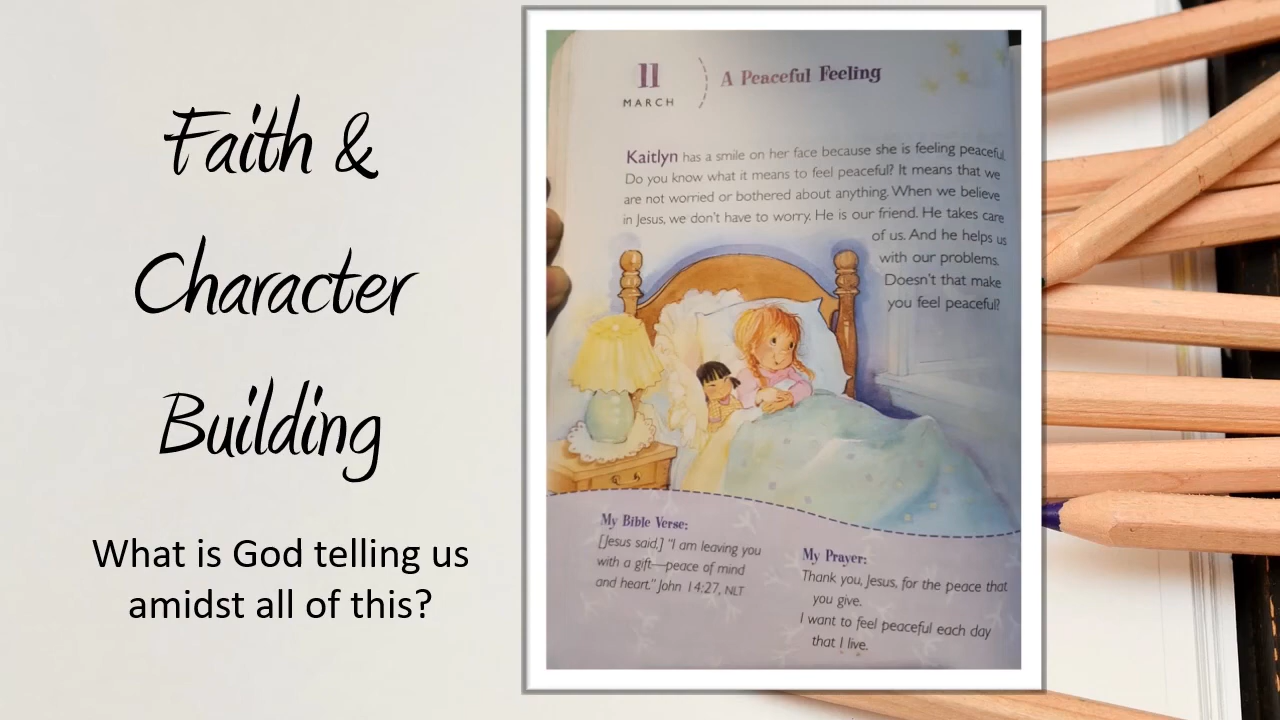 Faith &
Character
Building
What is God telling us
amidst all of this?
11
MARCH
A Peaceful Feeling
Kaitlyn has a smile on her face because she is feeling peaceful.
Do you know what it means to feel peaceful? It means that we
are not worried or bothered about anything. When we believe
in Jesus, we don't have to worry. He is our friend. He takes care
of us. And he helps us
with our problems.
Doesn't that make
you feel peaceful?
My Bible Verse:
[Jesus said,] "I am leaving you
with a gift—peace of mind
and heart." John 14:27, NLT
My Prayer:
Thank you, Jesus, for the peace that
you give.
I want to feel peaceful each day
that I live.